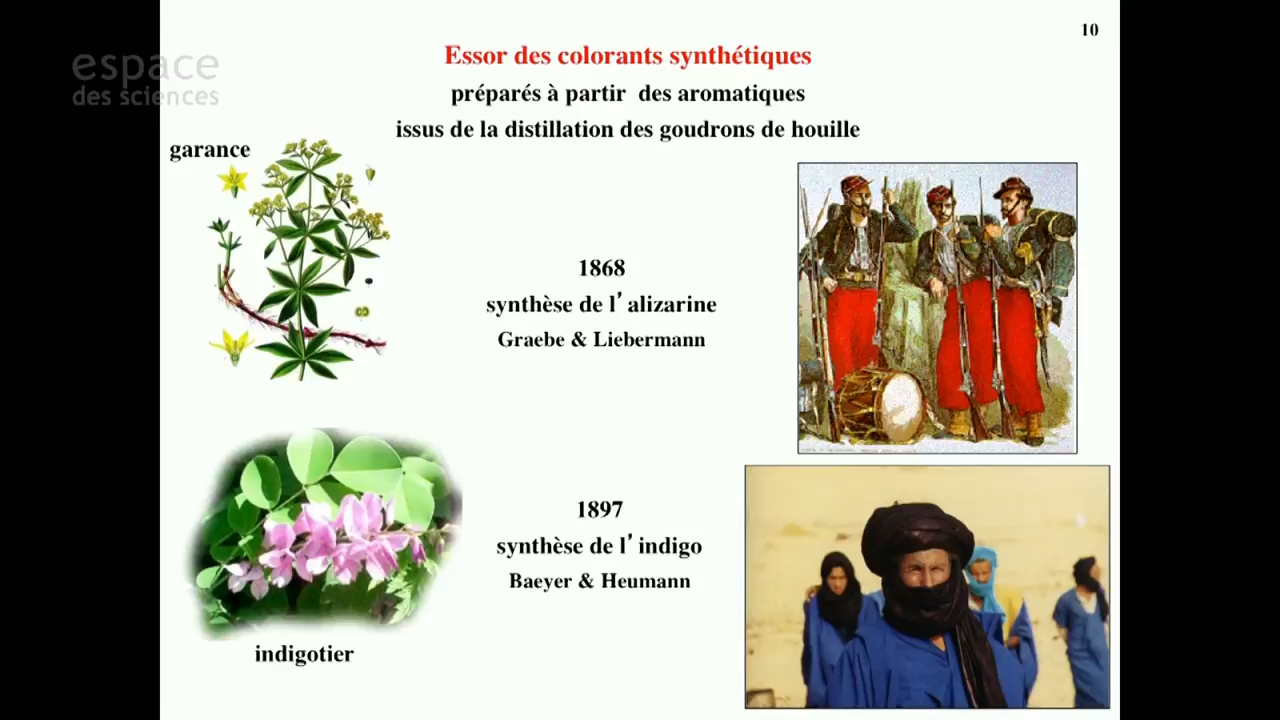 10
espace
des sciences
Essor des colorants synthétiques
préparés à partir des aromatiques
issus de la distillation des goudrons de houille
garance
1868
synthèse de l’alizarine
Graebe & Liebermann
1897
synthèse de l’indigo
Baeyer & Heumann
indigotier